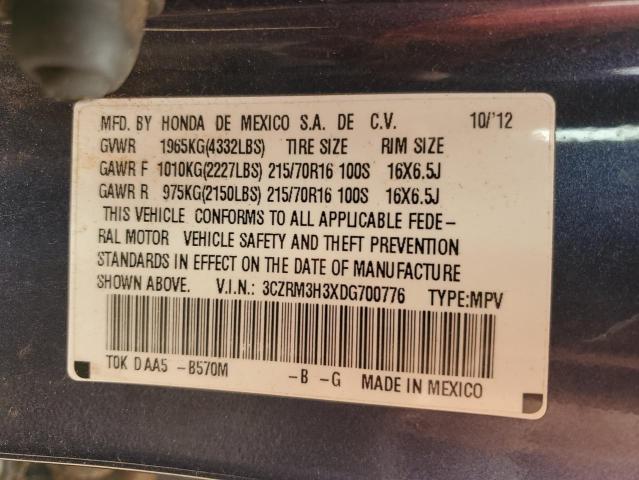 MFD. BY HONDA DE MEXICO S.A. DE C.V. 10/'12
GVWR 1965KG(4332LBS) TIRE SIZE RIM SIZE
GAWR F 1010KG(2227LBS) 215/70R16 100S 16X6.5J
GAWR R 975KG(2150LBS) 215/70R16 100S 16X6.5J
THIS VEHICLE CONFORMS TO ALL APPLICABLE FEDE-
RAL MOTOR VEHICLE SAFETY AND THEFT PREVENTION
STANDARDS IN EFFECT ON THE DATE OF MANUFACTURE
SHOWN ABOVE. V.I.N.: 3CZRM3H3XDG700776 TYPE:MPV
T0K DAA5 -B570M -B -G MADE IN MEXICO